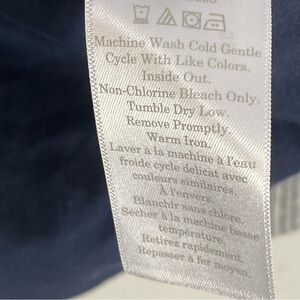 Machine Wash Cold Gentle
Cycle With Like Colors.
Inside Out.
Non-Chlorine Bleach Only.
Tumble Dry Low.
Remove Promptly.
Warm Iron.
Laver à la machine à l'eau
froide cycle delicat avec
couleurs similaires.
À l'envers.
Blanchir sans chlore.
Sécher à la machine basse
température.
Retirez rapidement.
Repasser à fer moyen.